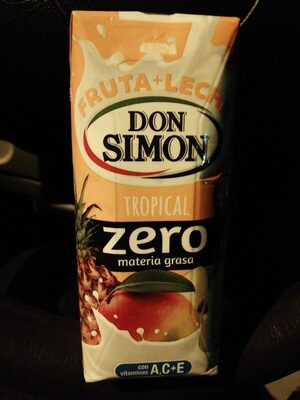 FRUTA+LECHE
DON
SIMON
TROPICAL
zero
materia grasa
con
vitaminas A,C+E